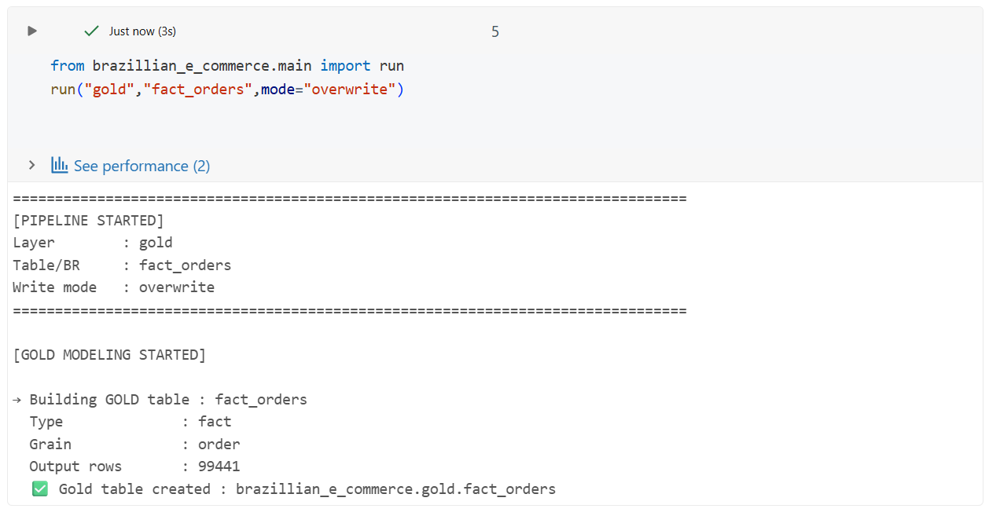 Just now (3s)
5
from brazillian_e_commerce.main import run
run("gold","fact_orders",mode="overwrite")
See performance (2)
================================================================================
[PIPELINE STARTED]
Layer        : gold
Table/BR     : fact_orders
Write mode   : overwrite
================================================================================
[GOLD MODELING STARTED]
→ Building GOLD table : fact_orders
Type              : fact
Grain             : order
Output rows       : 99441
✅ Gold table created : brazillian_e_commerce.gold.fact_orders